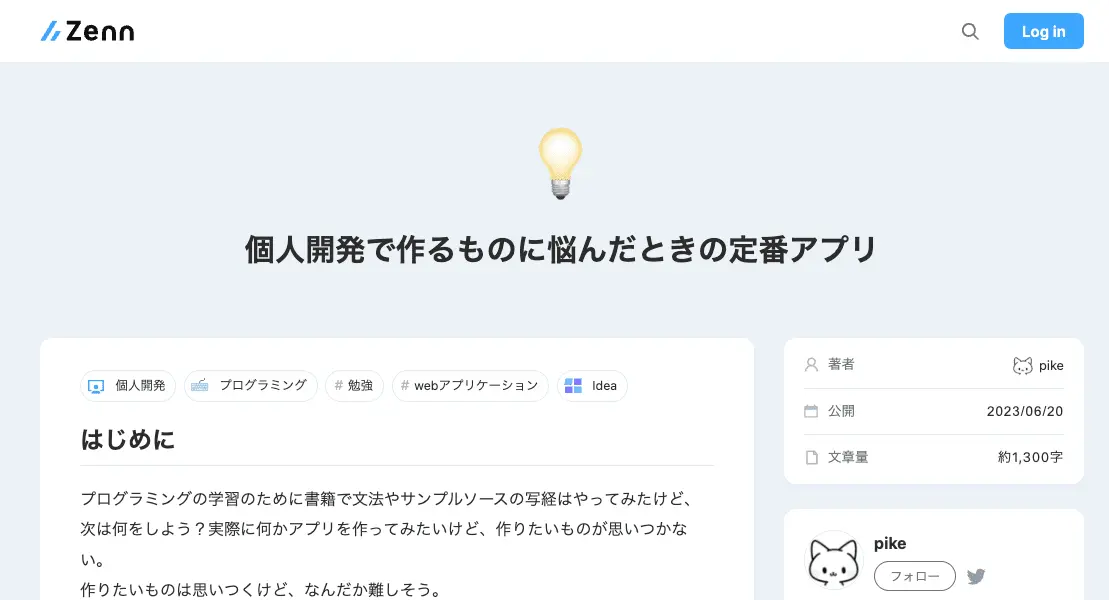 Zenn
Log in
個人開発で作るものに悩んだときの定番アプリ
個人開発
プログラミング
# 勉強
# webアプリケーション
Idea
はじめに
プログラミングの学習のために書籍で文法やサンプルソースの写経はやってみたけど、
次は何をしよう？実際に何かアプリを作ってみたいけど、作りたいものが思いつかな
い。
作りたいものは思いつくけど、なんだか難しそう。
著者 pike
公開 2023/06/20
文章量 約1,300字
pike
フォロー